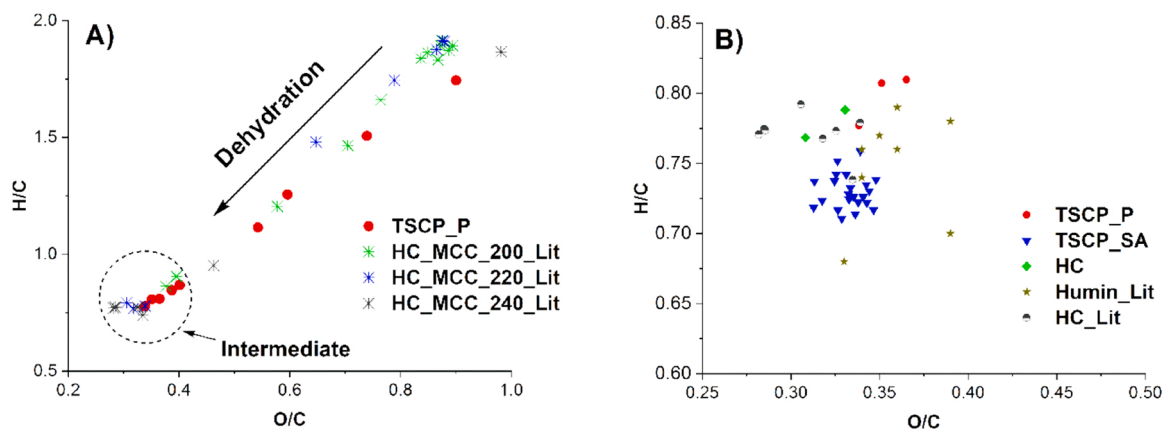 A)
2.0
1.5
1.0
0.5
H/C
Dehydration
TSCP_P
HC_MCC_200_Lit
HC_MCC_220_Lit
HC_MCC_240_Lit
Intermediate
0.2
0.4
0.6
0.8
1.0
O/C
B)
0.85
0.80
0.75
0.70
0.65
0.60
H/C
TSCP_P
TSCP_SA
HC
Humin_Lit
HC_Lit
0.25
0.30
0.35
0.40
0.45
0.50
O/C